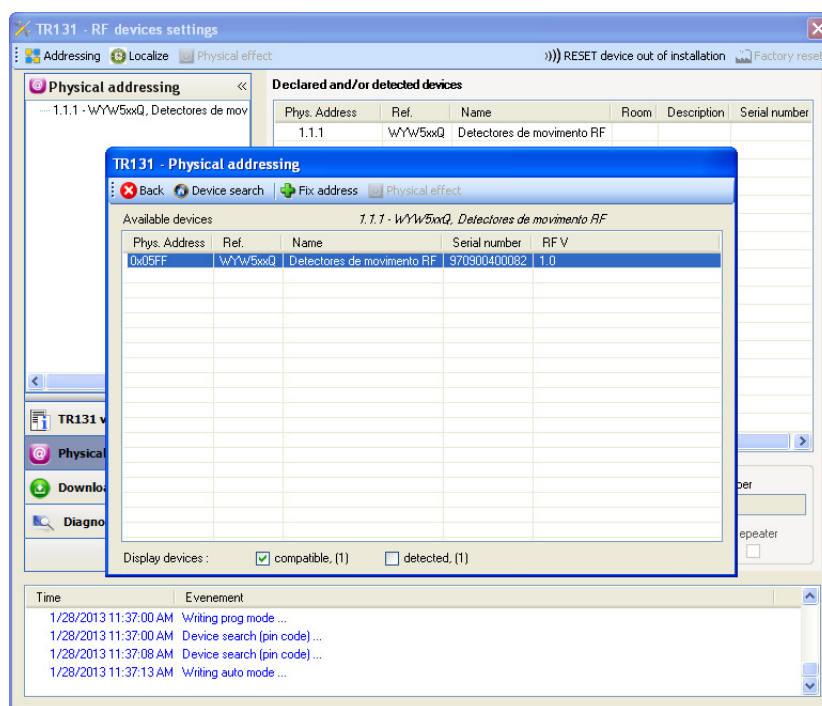 TR131 - RF devices settings
Addressing Localize Physical effect ))) RESET device out of installation Factory reset
Physical addressing « Declared and/or detected devices
1.1.1 - WYW5xxQ, Detectores de mov
Phys. Address Ref. Name Room Description Serial number
1.1.1 WYW5xxQ Detectores de movimento RF
TR131 - Physical addressing
Back Device search Fix address Physical effect
Available devices 1.1.1 - WYW5xxQ, Detectores de movimento RF
Phys. Address Ref. Name Serial number RF V
0x05FF WYW5xxQ Detectores de movimento RF 970900400082 1.0
TR131 v
Physical
Downloa
Diagno
ber
epeater
Display devices : compatible, (1) detected, (1)
Time Evenement
1/28/2013 11:37:00 AM Writing prog mode ...
1/28/2013 11:37:00 AM Device search (pin code) ...
1/28/2013 11:37:08 AM Device search (pin code) ...
1/28/2013 11:37:13 AM Writing auto mode ...